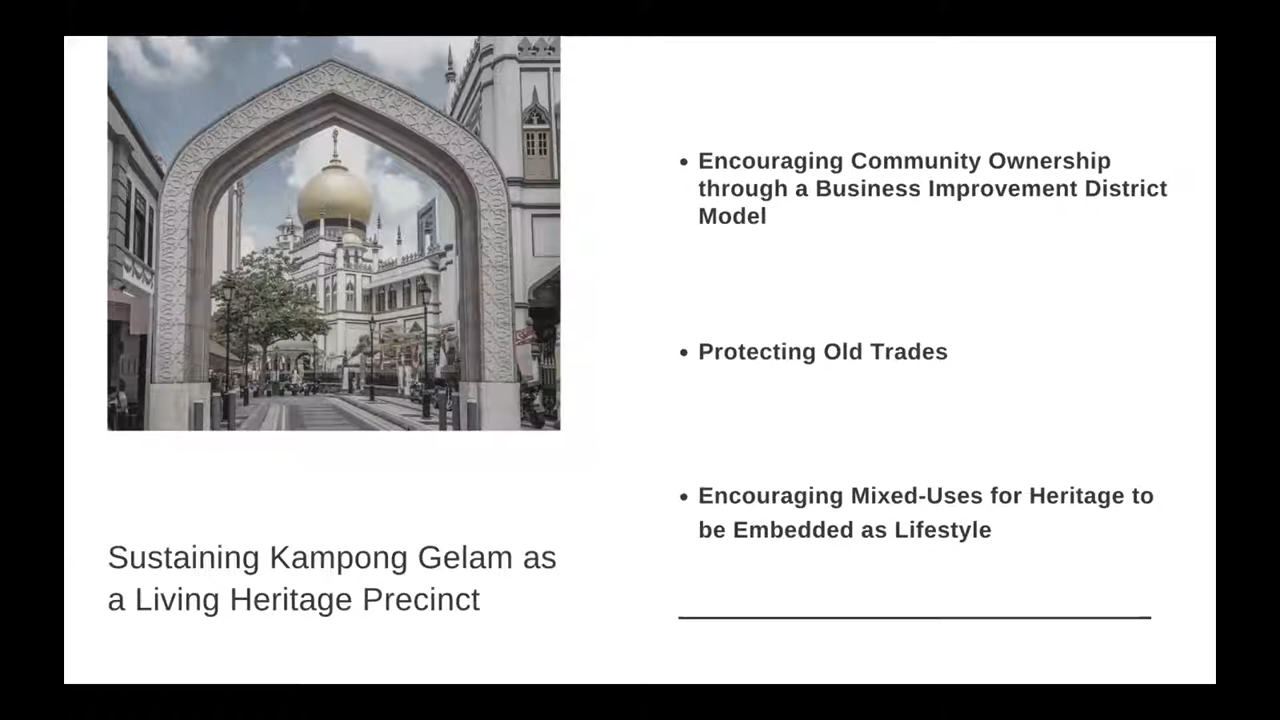 Sustaining Kampong Gelam as
a Living Heritage Precinct
• Encouraging Community Ownership
through a Business Improvement District
Model
• Protecting Old Trades
• Encouraging Mixed-Uses for Heritage to
be Embedded as Lifestyle